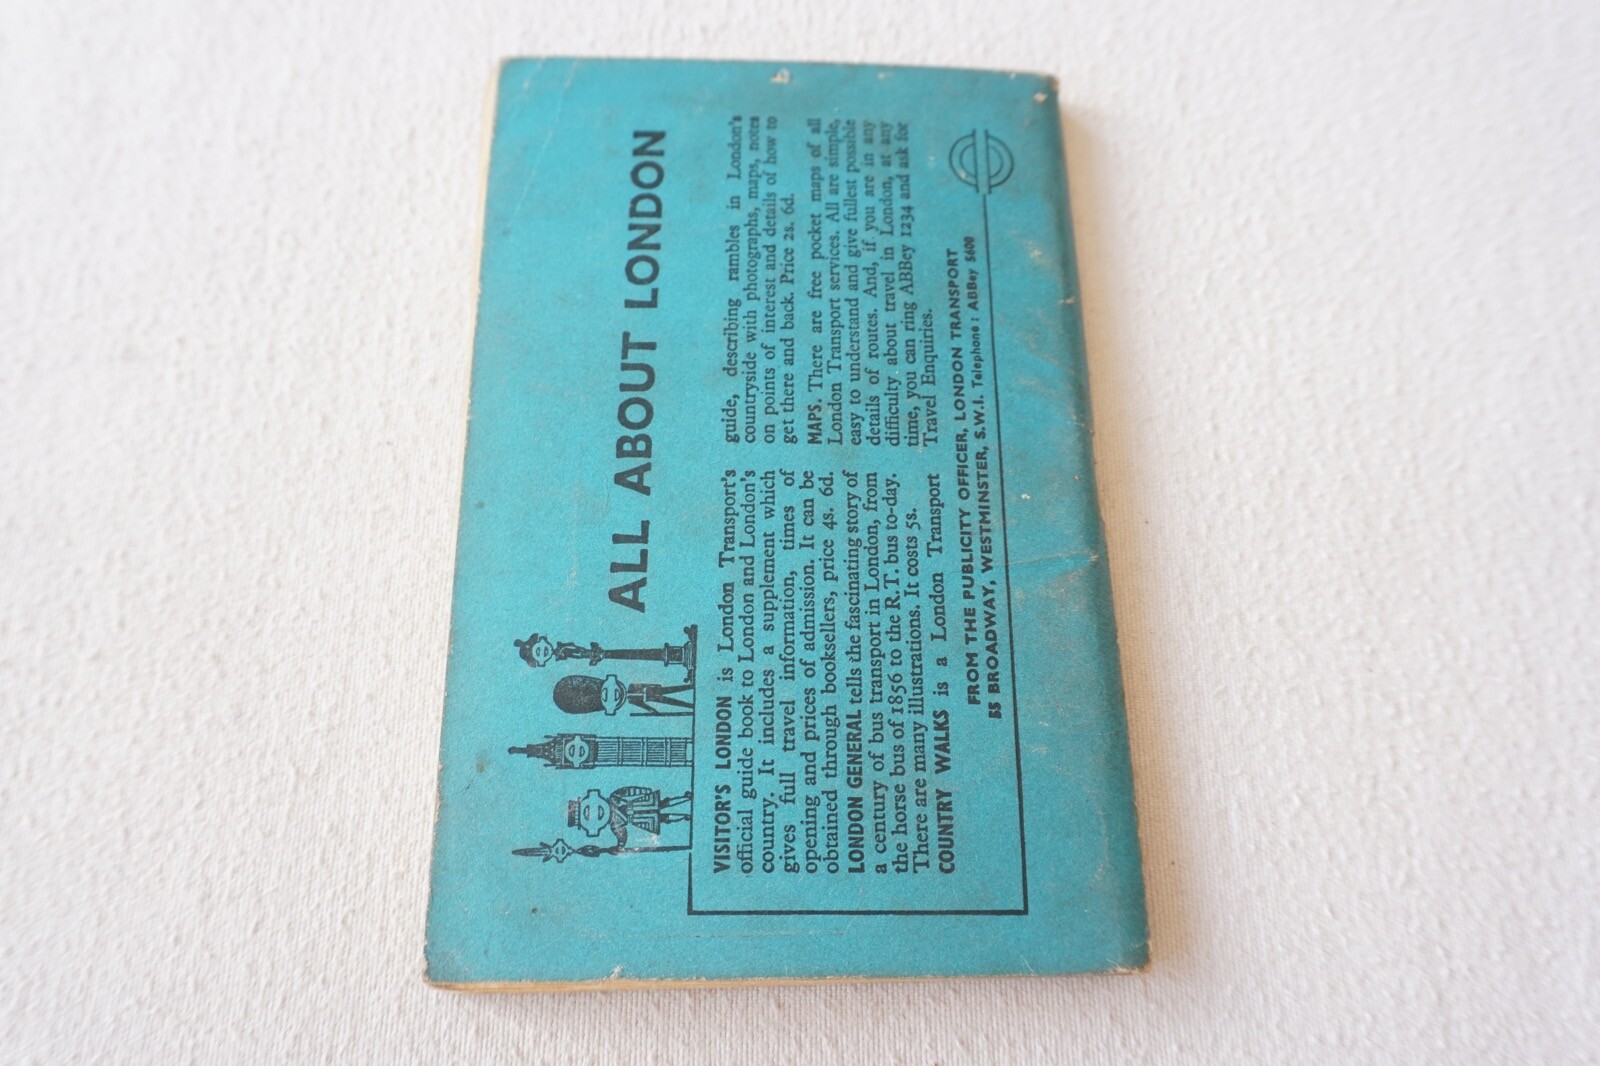 ALL ABOUT LONDON
VISITOR'S LONDON is London Transport's
official guide book to London and London's
country. It includes a supplement which
gives full travel information, times of
opening and prices of admission. It can be
obtained through booksellers, price 4s. 6d.
LONDON GENERAL tells the fascinating story of
a century of bus transport in London, from
the horse bus of 1856 to the R.T. bus to-day.
There are many illustrations. It costs 5s.
COUNTRY WALKS is a London Transport
guide, describing rambles in London's
countryside with photographs, maps, notes
on points of interest and details of how to
get there and back. Price 2s. 6d.
MAPS. There are free pocket maps of all
London Transport services. All are simple,
easy to understand and give fullest possible
details of routes. And, if you are in any
difficulty about travel in London, at any
time, you can ring ABBey 1234 and ask for
Travel Enquiries.
FROM THE PUBLICITY OFFICER, LONDON TRANSPORT
55 BROADWAY, WESTMINSTER, S.W.1. Telephone: ABBey 5600